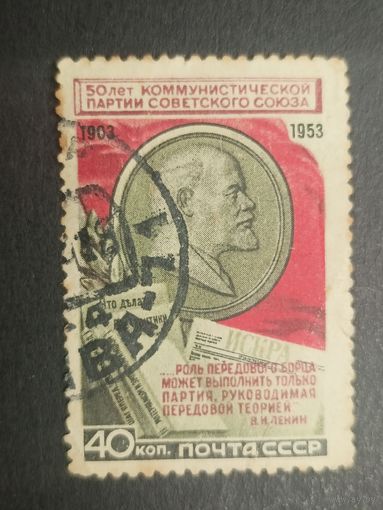 50 лет КОММУНИСТИЧЕСКОЙ
ПАРТИИ СОВЕТСКОГО СОЮЗА
1903 1953
ИСКРА
РОЛЬ ПЕРЕДОВОГО БОРЦА
МОЖЕТ ВЫПОЛНИТЬ ТОЛЬКО
ПАРТИЯ, РУКОВОДИМАЯ
ПЕРЕДОВОЙ ТЕОРИЕЙ
В.И.ЛЕНИН
40 КОП. ПОЧТА СССР